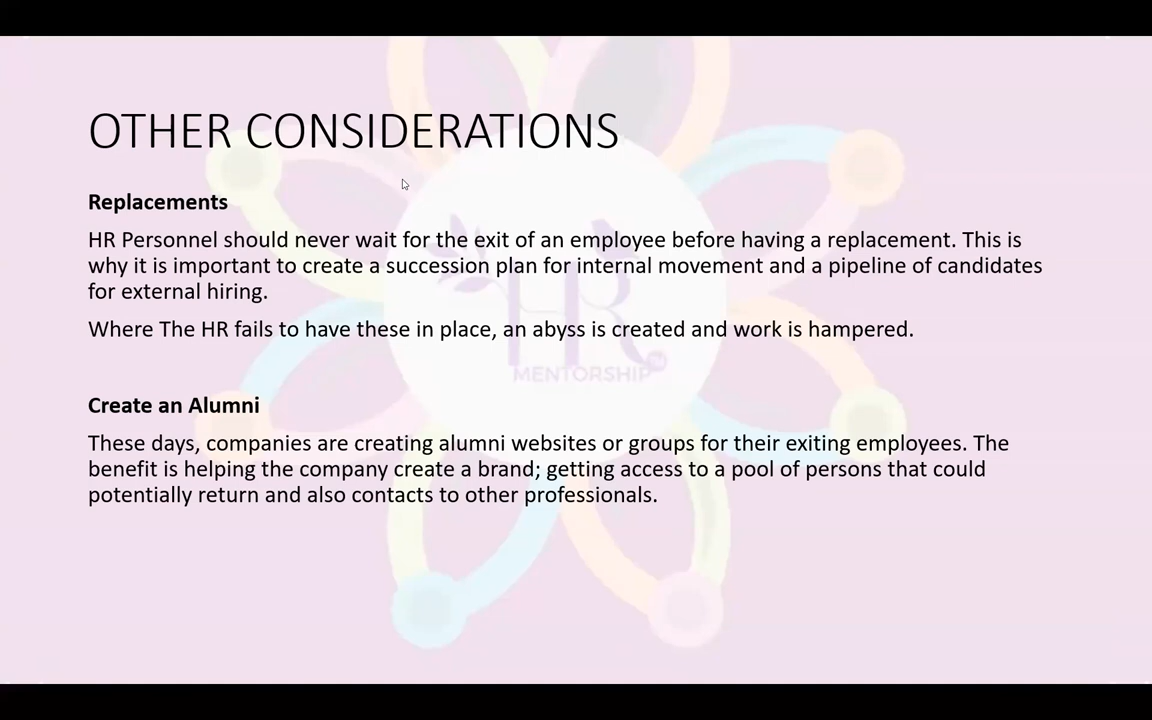 OTHER CONSIDERATIONS
Replacements
HR Personnel should never wait for the exit of an employee before having a replacement. This is
why it is important to create a succession plan for internal movement and a pipeline of candidates
for external hiring.
Where The HR fails to have these in place, an abyss is created and work is hampered.
HR
MENTORSHIP
Create an Alumni
These days, companies are creating alumni websites or groups for their exiting employees. The
benefit is helping the company create a brand; getting access to a pool of persons that could
potentially return and also contacts to other professionals.